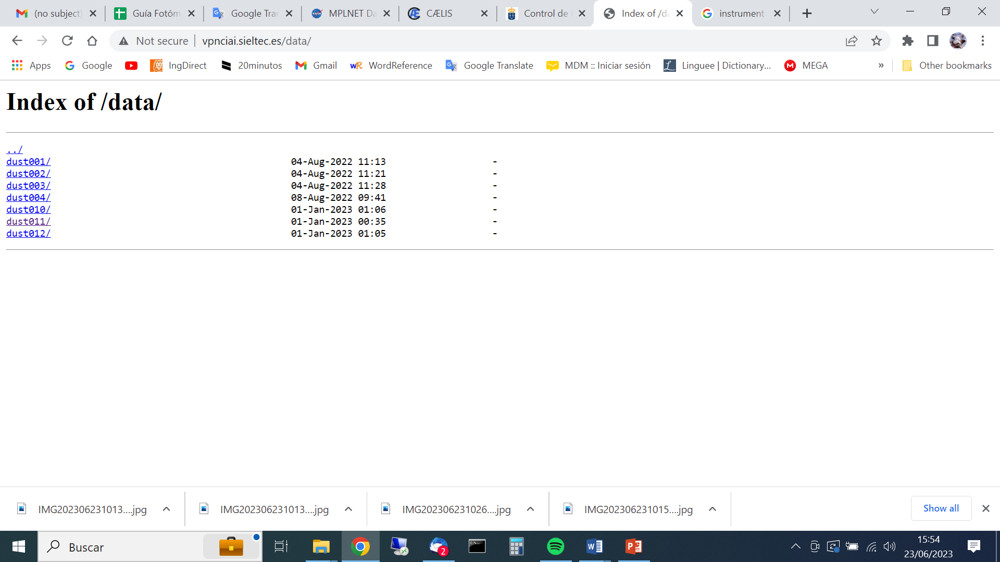 (no subject)
Guía Fotóm
Google Tran
MPLNET Da
CÆLIS
Control de
Index of /da
instrument
Not secure
vpnciai.sieltec.es/data/
Apps
Google
IngDirect
20minutos
Gmail
WordReference
Google Translate
MDM :: Iniciar sesión
Linguee | Dictionary...
MEGA
»
Other bookmarks
Index of /data/
../
dust001/ 04-Aug-2022 11:13 -
dust002/ 04-Aug-2022 11:21 -
dust003/ 04-Aug-2022 11:28 -
dust004/ 08-Aug-2022 09:41 -
dust010/ 01-Jan-2023 01:06 -
dust011/ 01-Jan-2023 00:35 -
dust012/ 01-Jan-2023 01:05 -
IMG202306231013....jpg
IMG202306231013....jpg
IMG202306231026....jpg
IMG202306231015....jpg
Show all
Buscar
2
15:54
23/06/2023